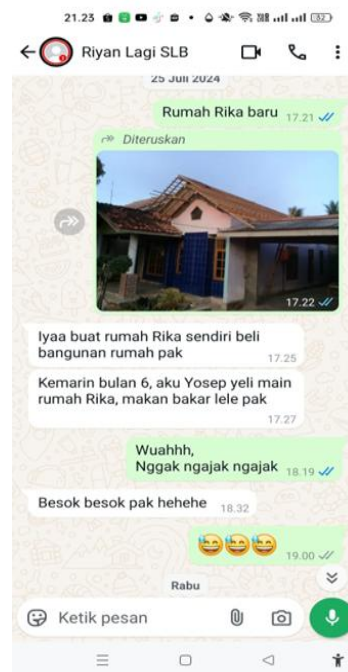 21.23
Riyan Lagi SLB
25 Juli 2024
Rumah Rika baru 17.21
Diteruskan
17.22
Iyaa buat rumah Rika sendiri beli
bangunan rumah pak 17.25
Kemarin bulan 6, aku Yosep yeli main
rumah Rika, makan bakar lele pak
17.27
Wuahhh,
Nggak ngajak ngajak 18.19
Besok besok pak hehehe 18.32
19.00
Rabu
Ketik pesan